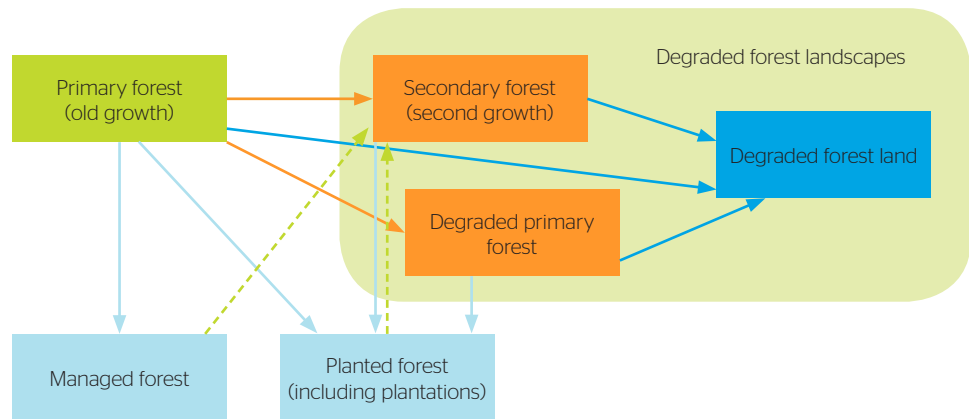 Degraded forest landscapes
Primary forest
(old growth)
Secondary forest
(second growth)
Degraded forest land
Degraded primary
forest
Managed forest
Planted forest
(including plantations)